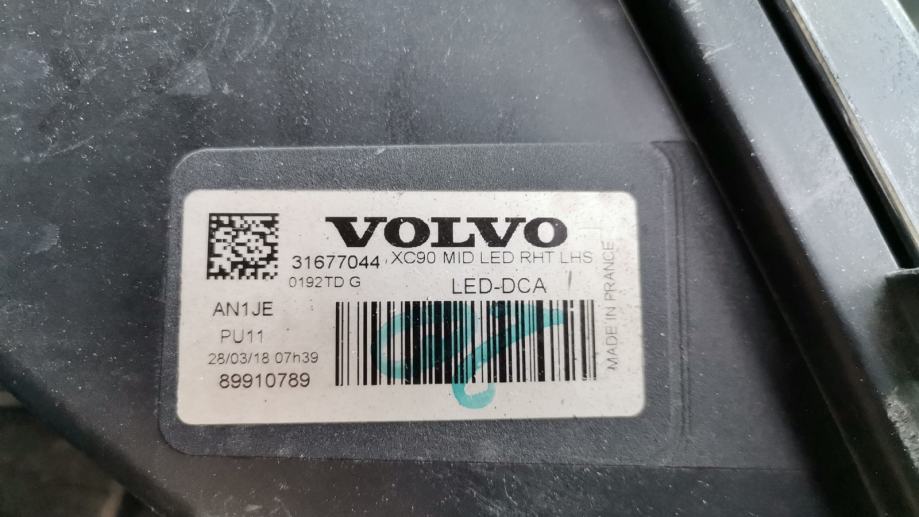 VOLVO
31677044 XC90 MID LED RHT LHS
0192TD G
LED-DCA
AN1JE
PU11
28/03/18 07h39
89910789
MADE IN FRANCE